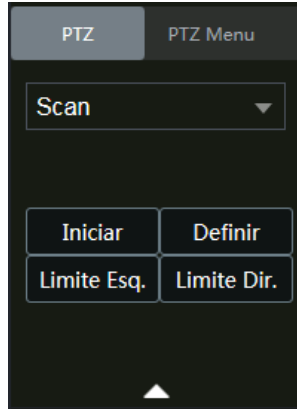 PTZ PTZ Menu
Scan
Iniciar Definir
Limite Esq. Limite Dir.